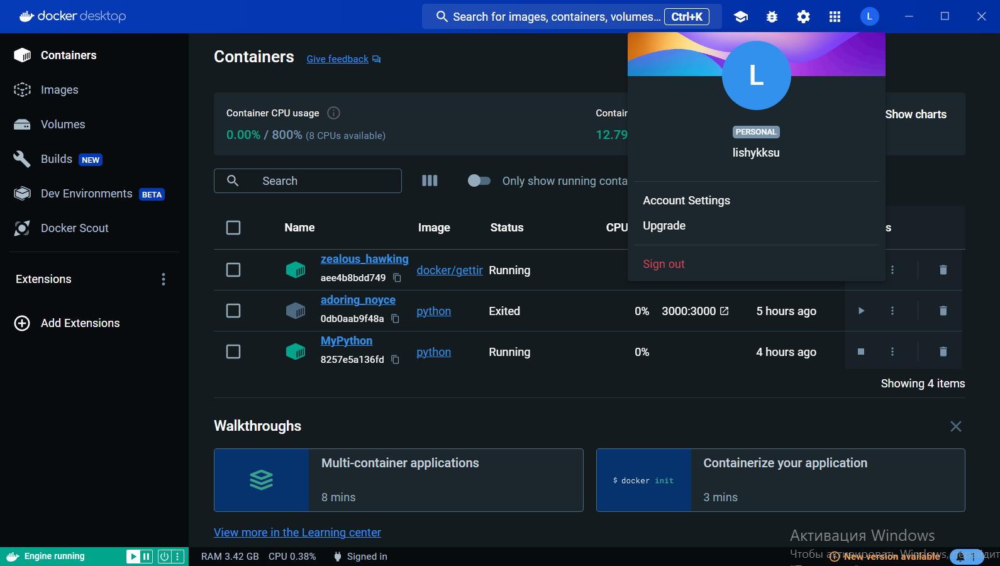 docker desktop
Search for images, containers, volumes... Ctrl+K
L
Containers
Images
Volumes
Builds NEW
Dev Environments BETA
Docker Scout
Extensions
Add Extensions
Containers Give feedback
Container CPU usage
0.00% / 800% (8 CPUs available)
Contain
12.79
Show charts
L
PERSONAL
lishykksu
Account Settings
Upgrade
Sign out
Search
Only show running conta
Name Image Status CPU s
zealous_hawking
aee4b8bdd749 docker/gettin Running
adoring_noyce
0db0aab9f48a python Exited 0% 3000:3000 5 hours ago
MyPython
8257e5a136fd python Running 0% 4 hours ago
Showing 4 items
Walkthroughs
Multi-container applications
8 mins
$ docker init
Containerize your application
3 mins
View more in the Learning center
Активация Windows
Чтобы активировать Windows,
Engine running
RAM 3.42 GB CPU 0.38% Signed in
New version available
1